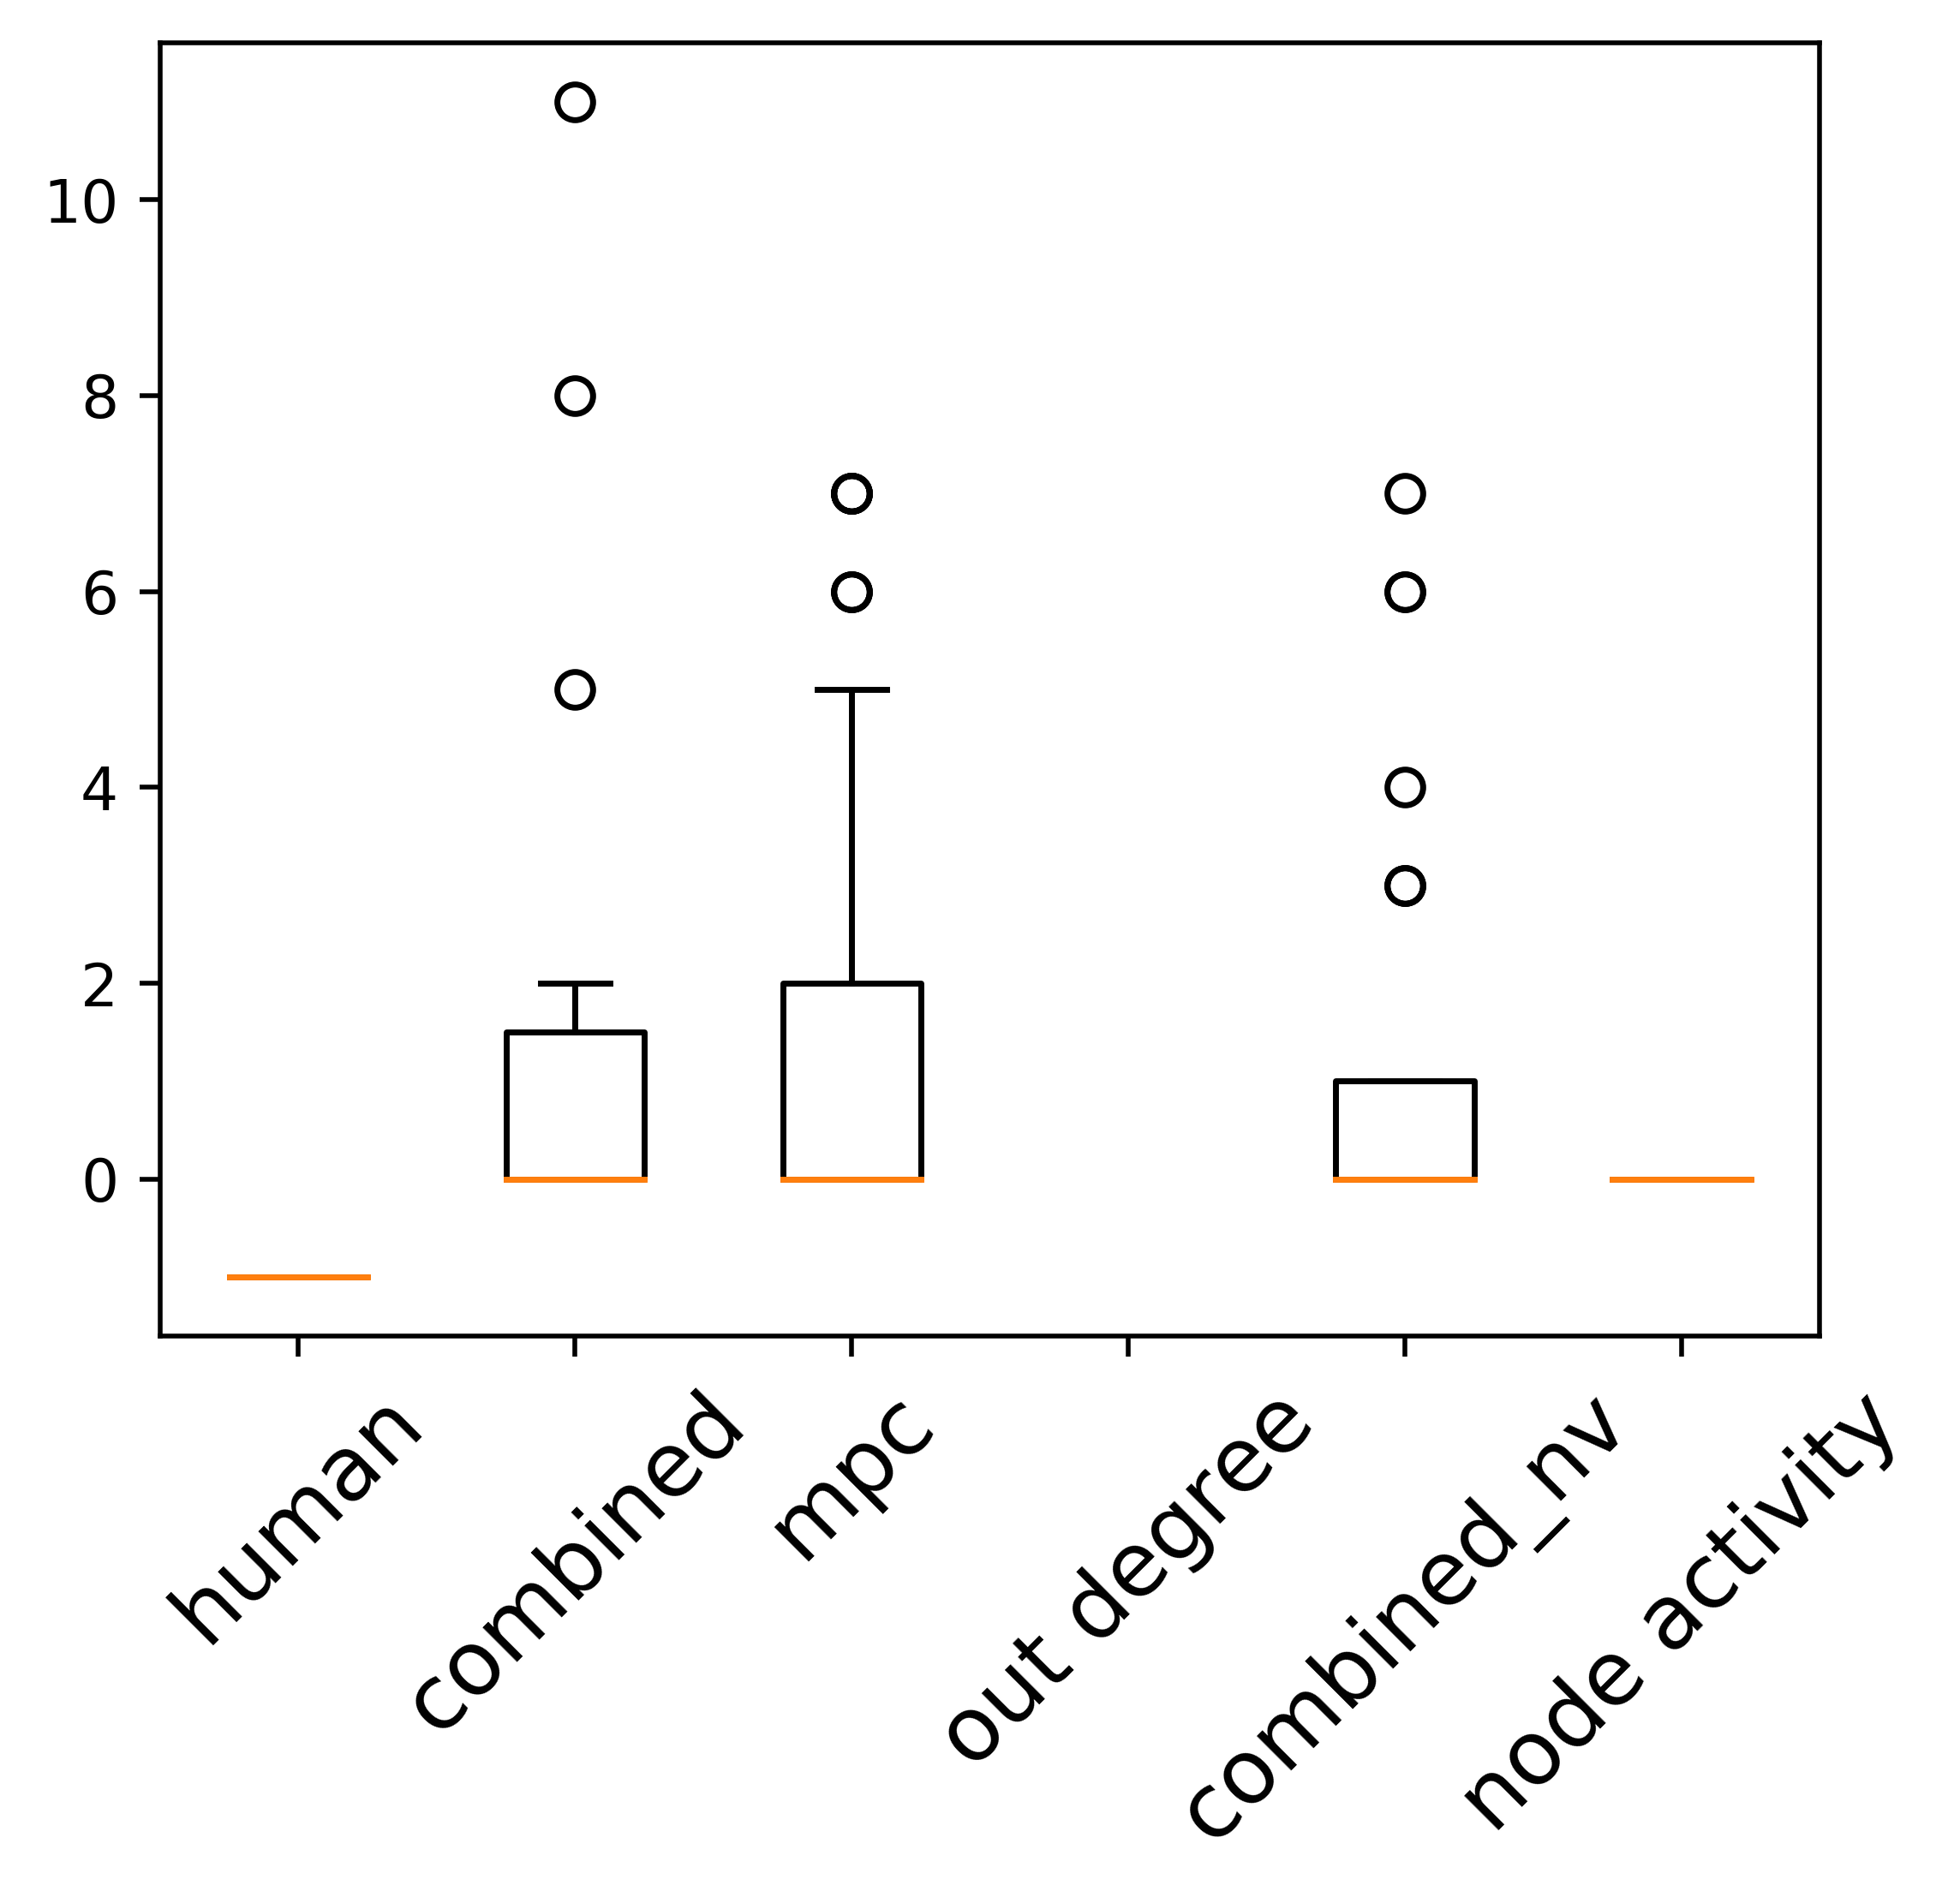 10
8
6
4
2
0
human
combined
mpc
out degree
combined_nv
node activity